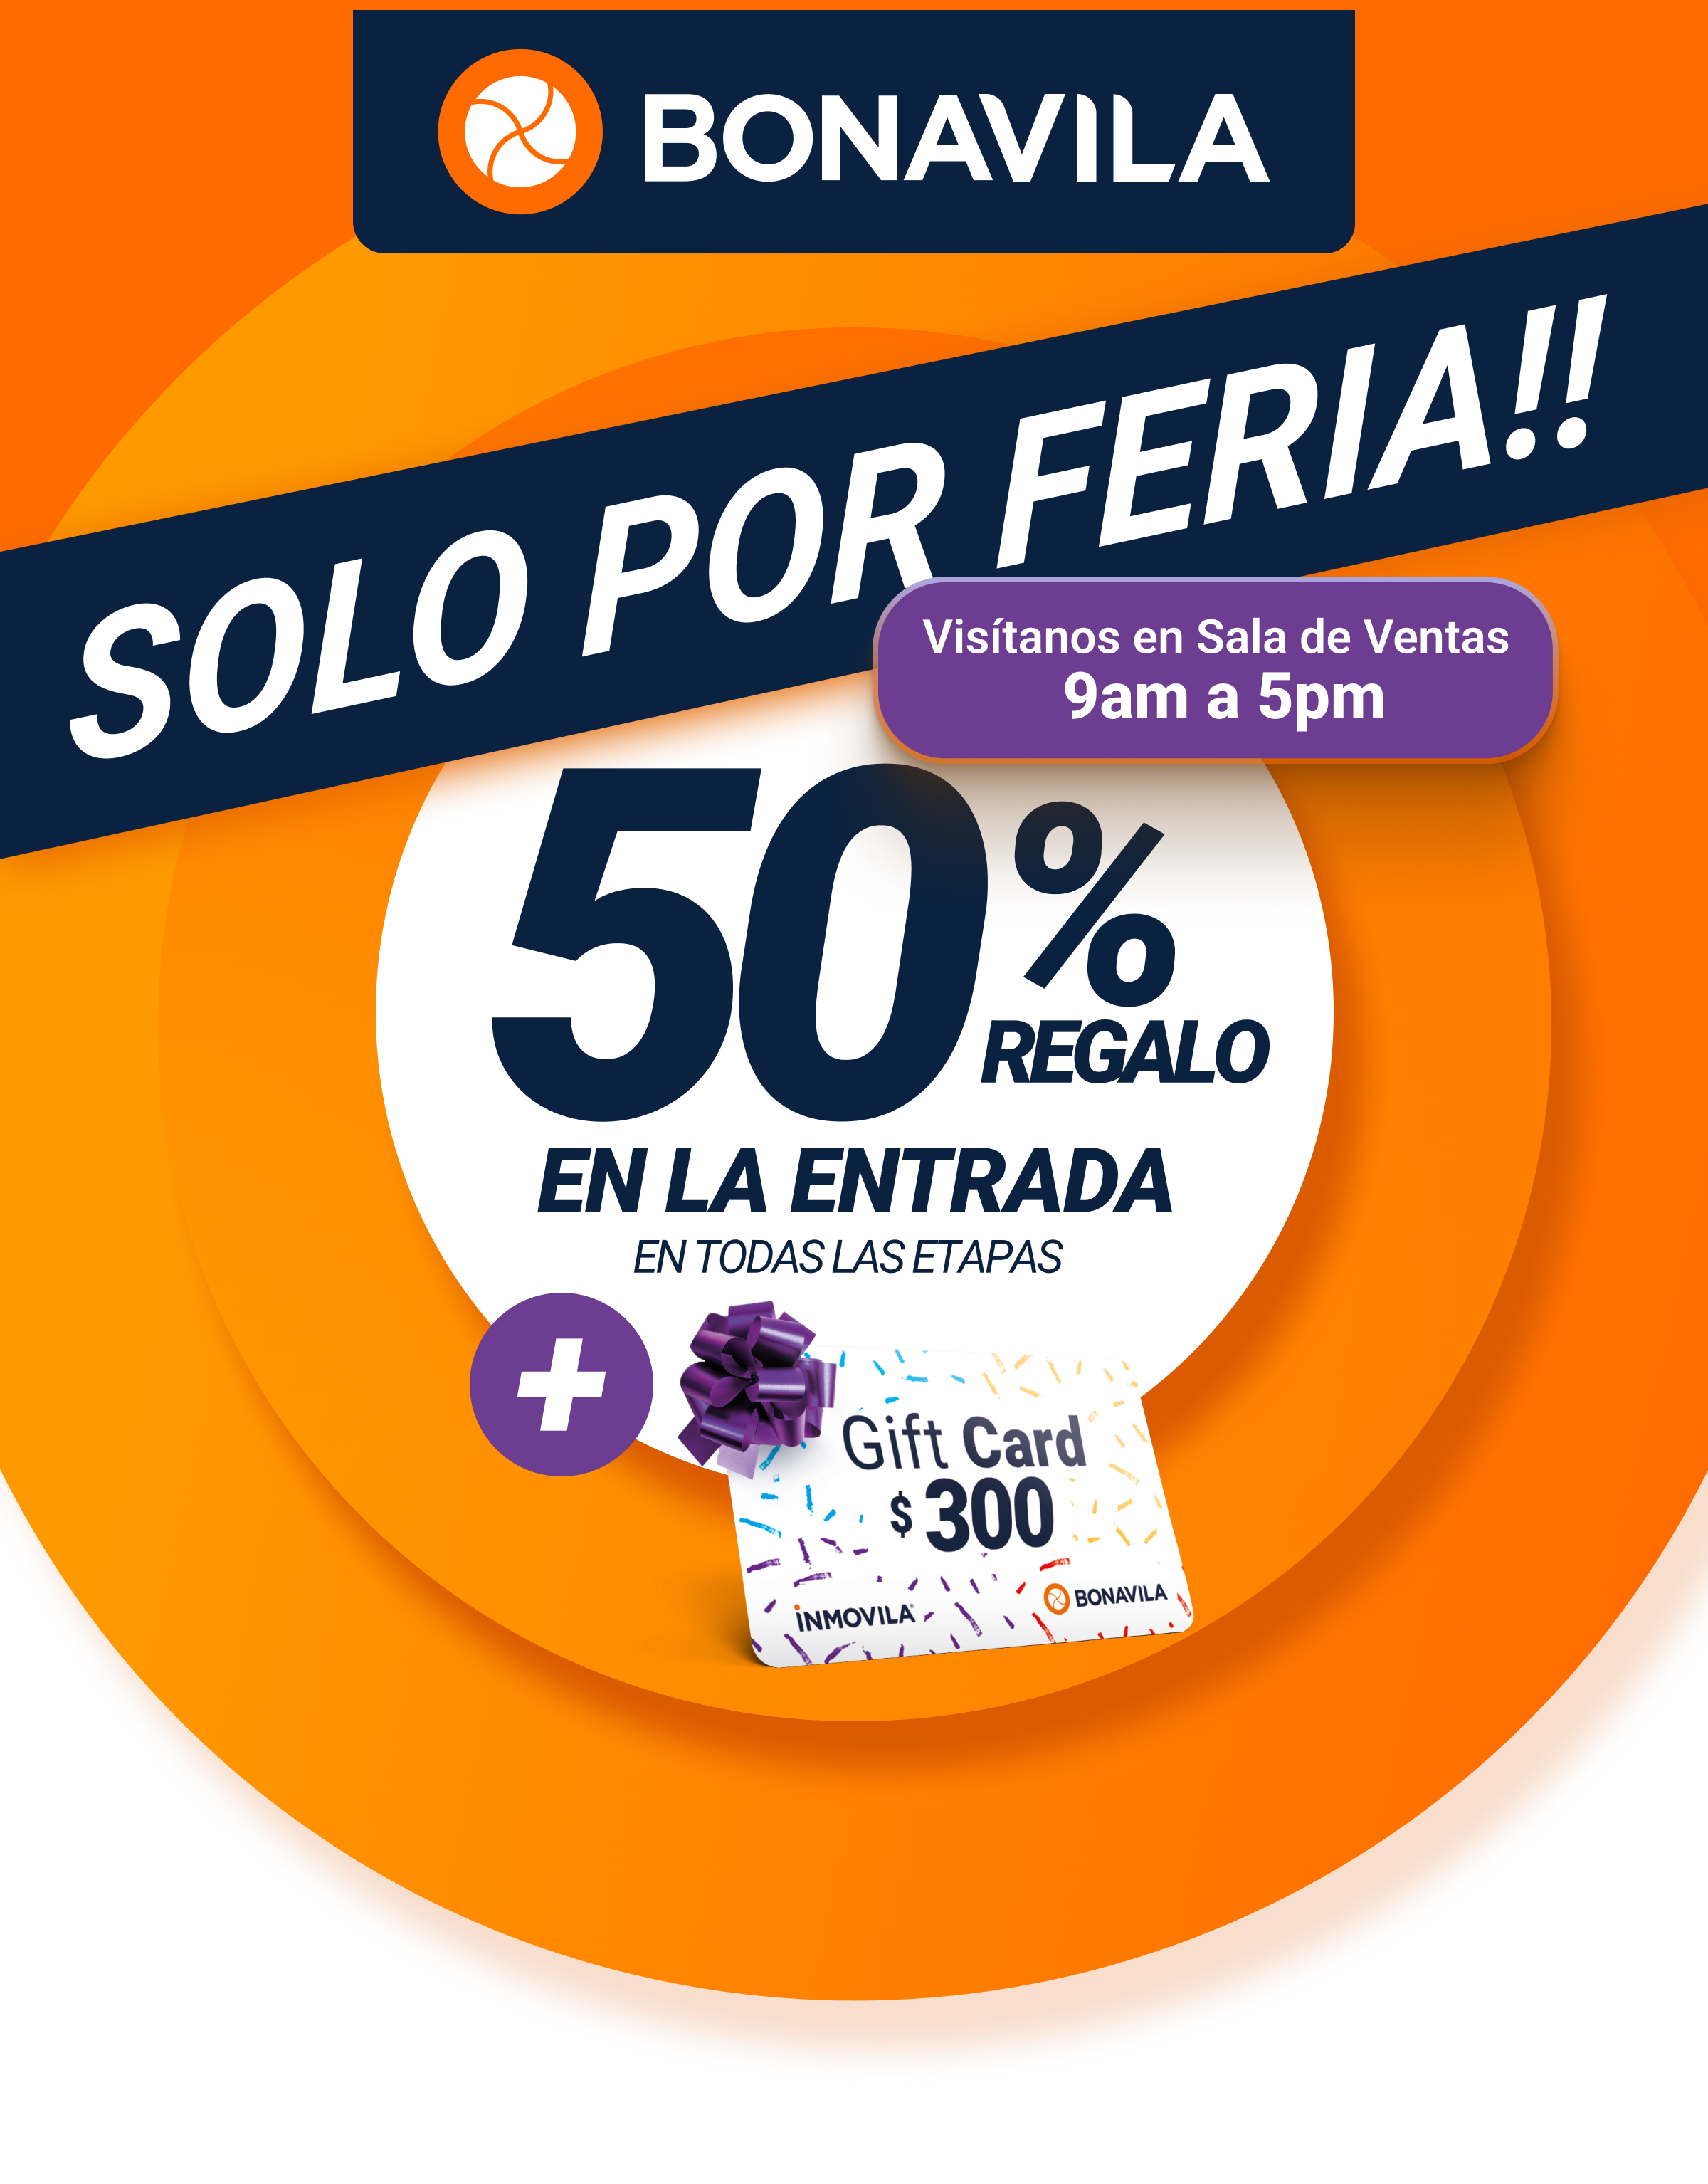 BONAVILA
SOLO POR FERIA!!
Visítanos en Sala de Ventas
9am a 5pm
50%
REGALO
EN LA ENTRADA
EN TODAS LAS ETAPAS
+
Gift Card
$ 300
INMOVILA® BONAVILA